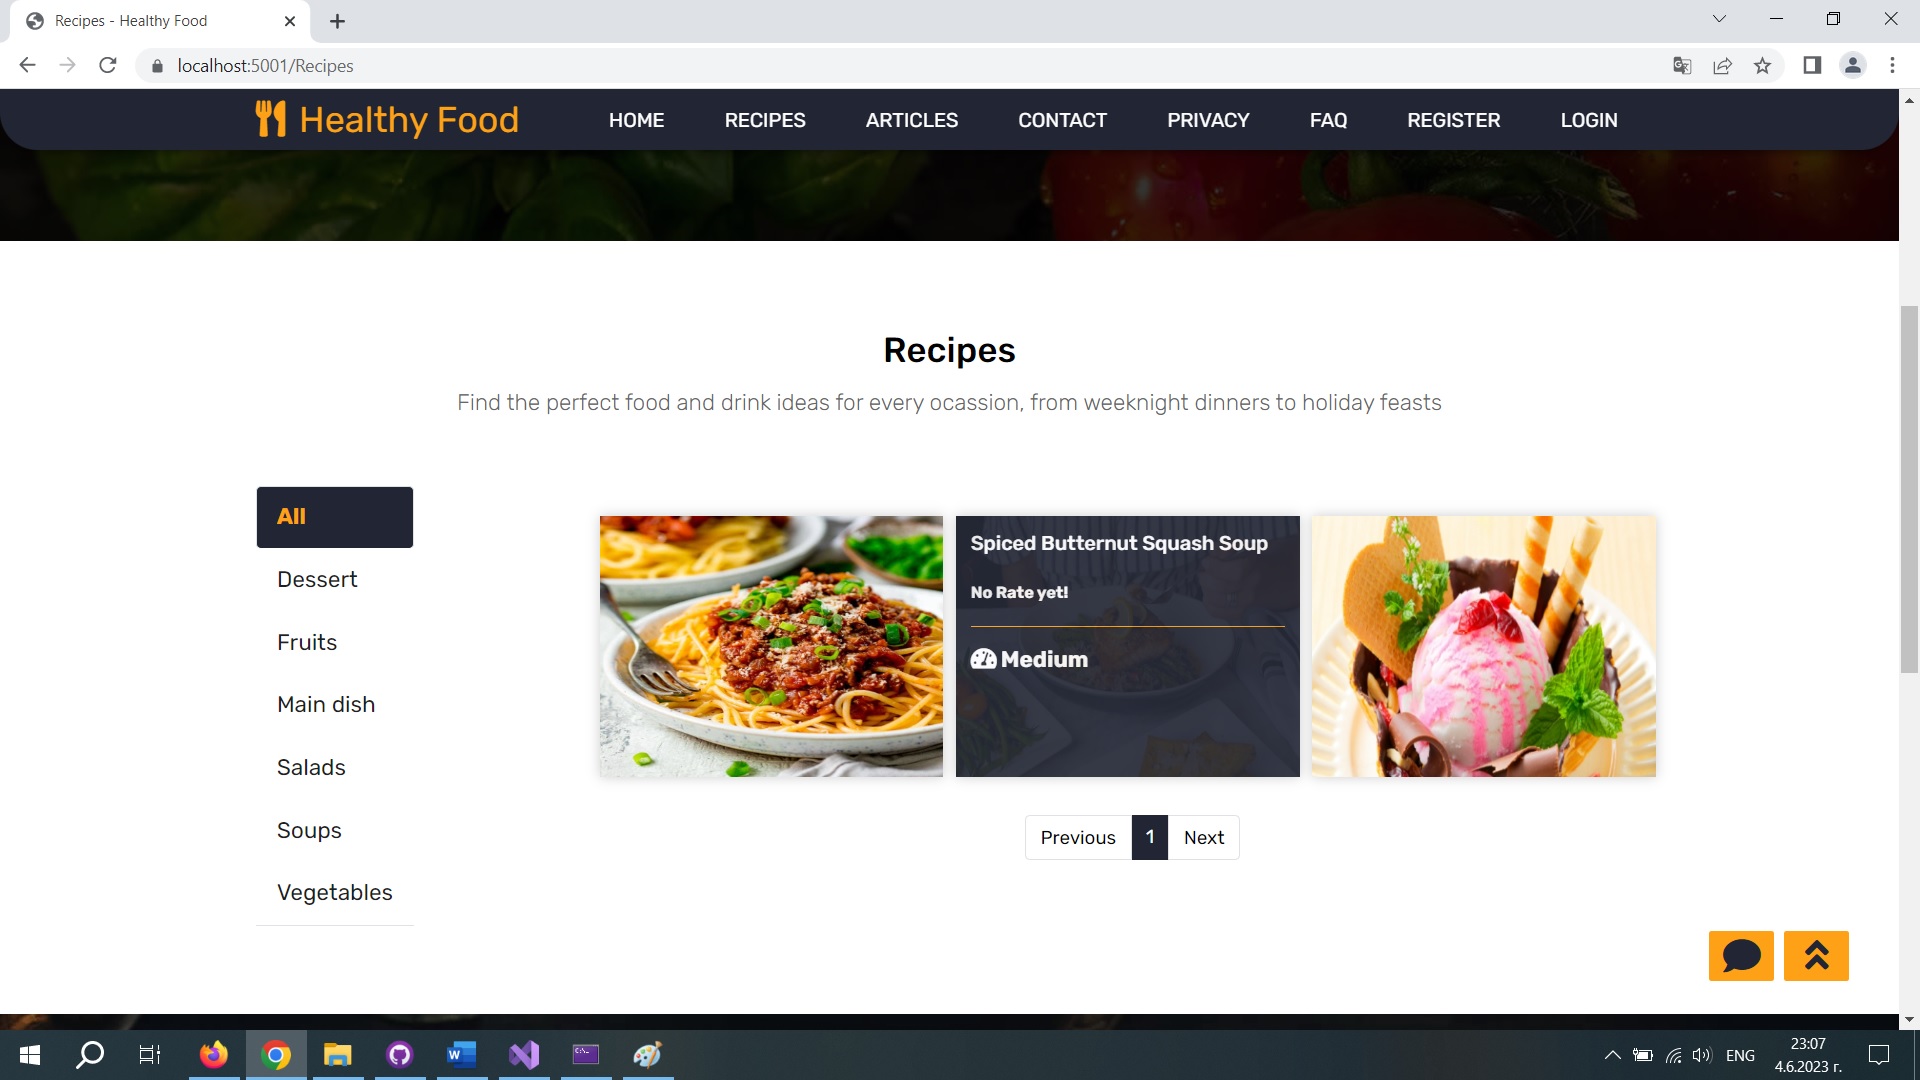 Recipes - Healthy Food
localhost:5001/Recipes
Healthy Food
HOME
RECIPES
ARTICLES
CONTACT
PRIVACY
FAQ
REGISTER
LOGIN
Recipes
Find the perfect food and drink ideas for every ocassion, from weeknight dinners to holiday feasts
All
Dessert
Fruits
Main dish
Salads
Soups
Vegetables
Spiced Butternut Squash Soup
No Rate yet!
Medium
Previous
1
Next
ENG
23:07
4.6.2023 г.